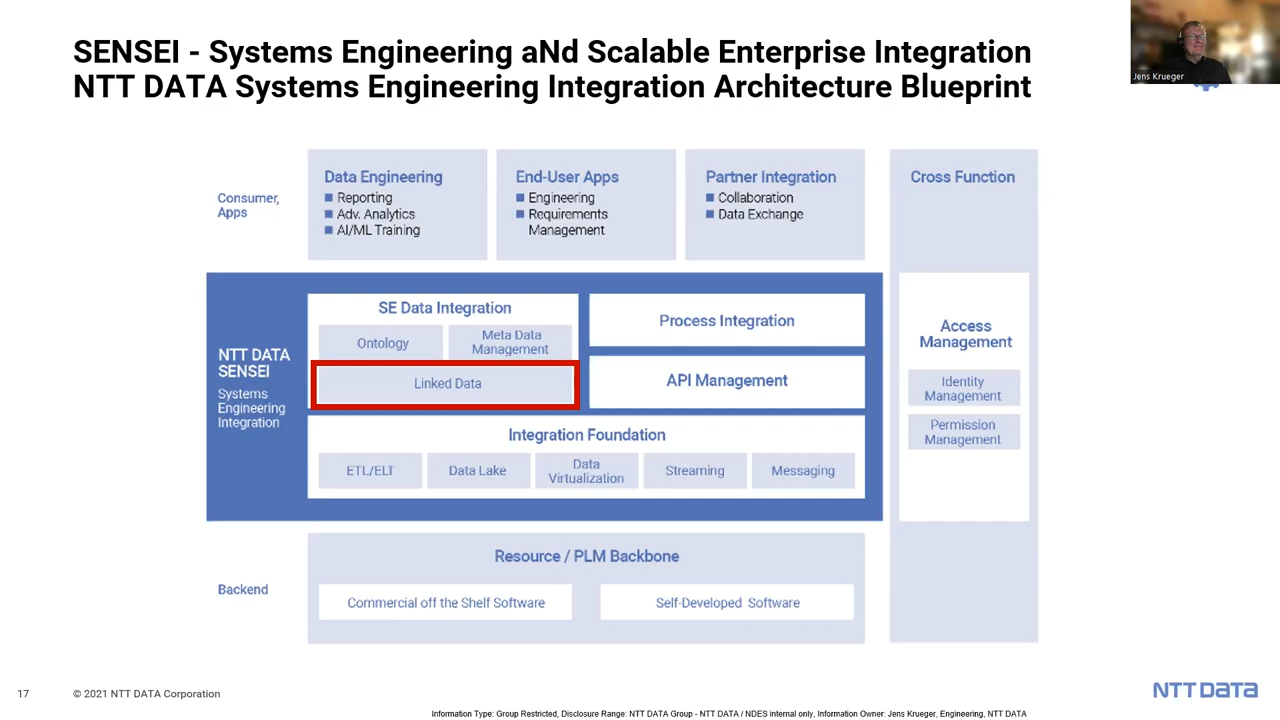 SENSEI - Systems Engineering aNd Scalable Enterprise Integration
NTT DATA Systems Engineering Integration Architecture Blueprint
Jens Krueger
Consumer,
Apps
Data Engineering
Reporting
Adv. Analytics
AI/ML Training
End-User Apps
Engineering
Requirements
Management
Partner Integration
Collaboration
Data Exchange
Cross Function
NTT DATA
SENSEI
Systems
Engineering
Integration
SE Data Integration
Ontology
Meta Data
Management
Linked Data
Process Integration
API Management
Integration Foundation
ETL/ELT
Data Lake
Data
Virtualization
Streaming
Messaging
Access
Management
Identity
Management
Permission
Management
Backend
Resource / PLM Backbone
Commercial off the Shelf Software
Self-Developed Software
17
© 2021 NTT DATA Corporation
NTT DATA
Information Type: Group Restricted, Disclosure Range: NTT DATA Group - NTT DATA / NDES internal only, Information Owner: Jens Krueger, Engineering, NTT DATA